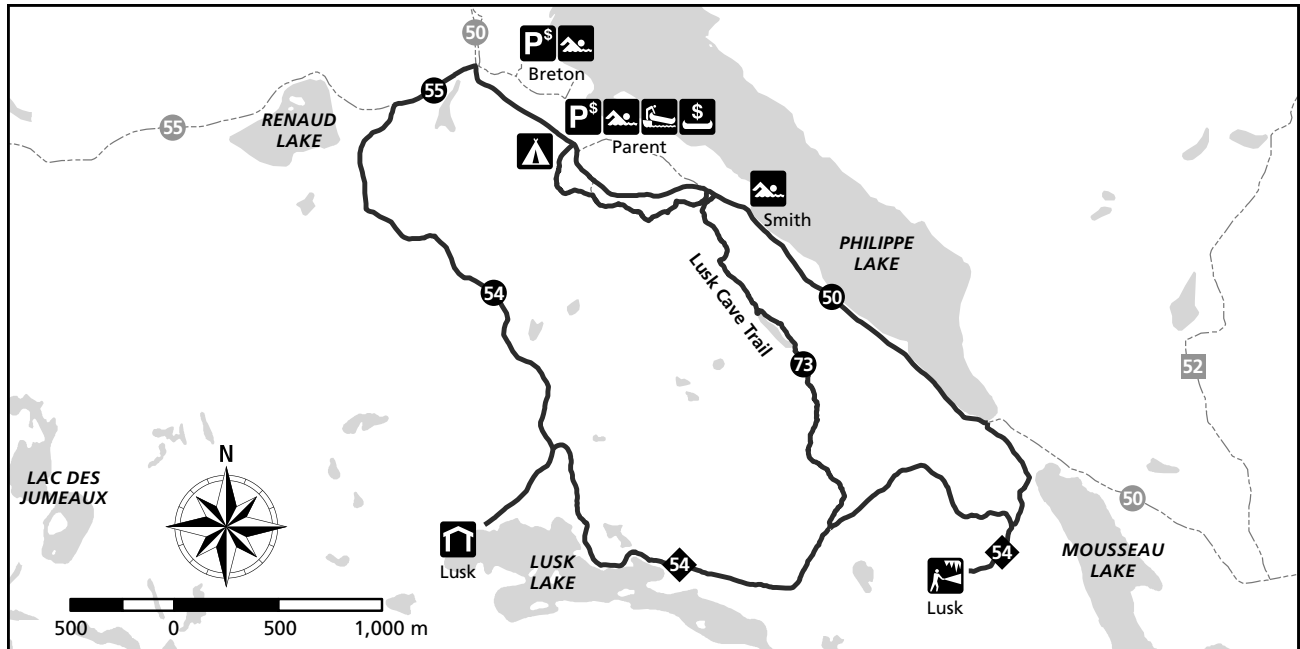 50
P$
Breton
55
55
RENAUD
LAKE
P$
$
Parent
Smith
PHILIPPE
LAKE
Lusk Cave Trail
54
50
73
52
N
LAC DES
JUMEAUX
50
Lusk
LUSK
LAKE
54
54
MOUSSEAU
LAKE
Lusk
500
0
500
1,000 m